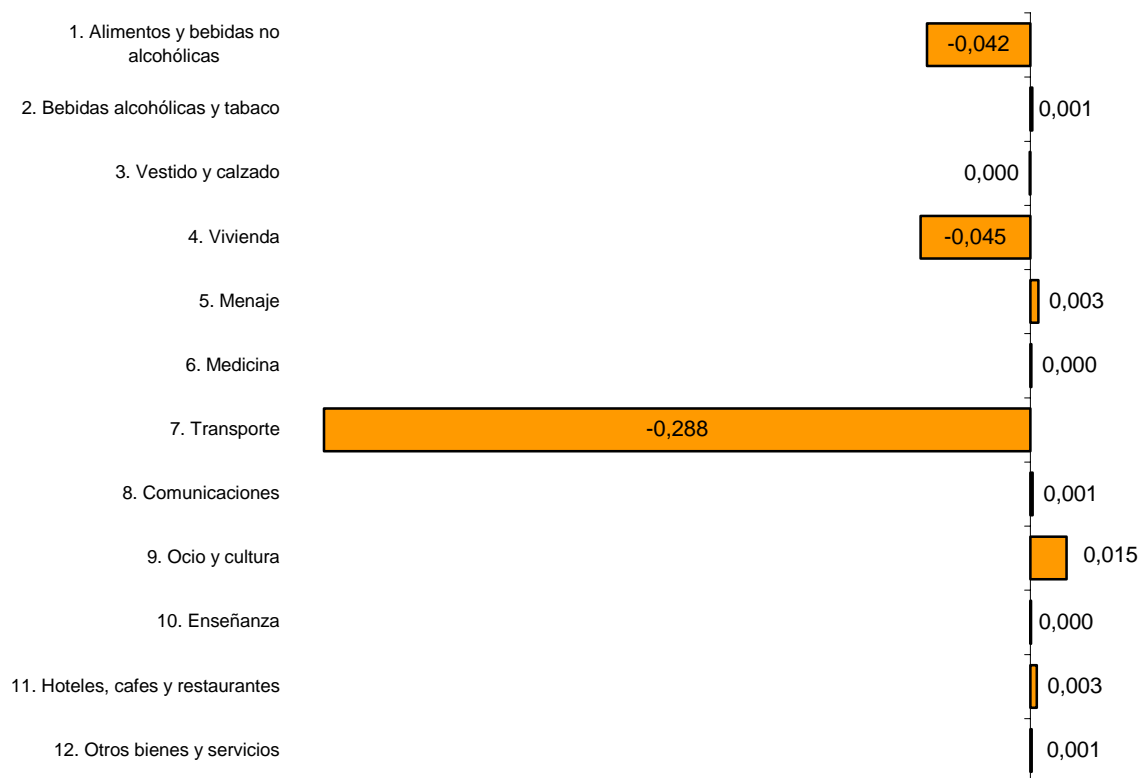 1. Alimentos y bebidas no
alcohólicas
-0,042
2. Bebidas alcohólicas y tabaco
0,001
3. Vestido y calzado
0,000
4. Vivienda
-0,045
5. Menaje
0,003
6. Medicina
0,000
7. Transporte
-0,288
8. Comunicaciones
0,001
9. Ocio y cultura
0,015
10. Enseñanza
0,000
11. Hoteles, cafes y restaurantes
0,003
12. Otros bienes y servicios
0,001